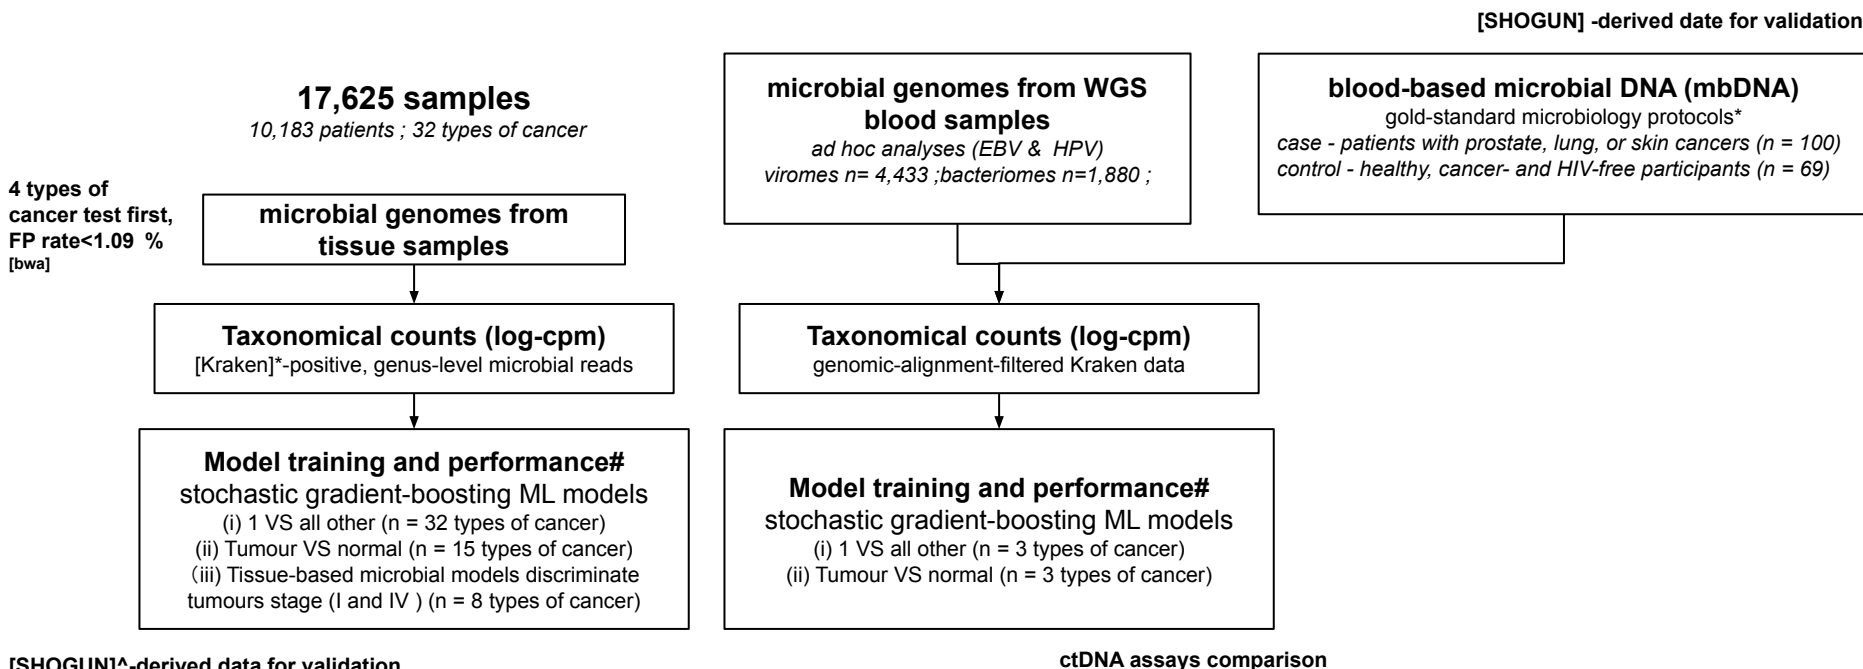 [SHOGUN] -derived date for validation
17,625 samples
10,183 patients ; 32 types of cancer
microbial genomes from WGS
blood samples
ad hoc analyses (EBV & HPV)
viromes n= 4,433 ;bacteriomes n=1,880 ;
blood-based microbial DNA (mbDNA)
gold-standard microbiology protocols*
case - patients with prostate, lung, or skin cancers (n = 100)
control - healthy, cancer- and HIV-free participants (n = 69)
4 types of
cancer test first,
FP rate<1.09 %
[bwa]
microbial genomes from
tissue samples
Taxonomical counts (log-cpm)
[Kraken]*-positive, genus-level microbial reads
Taxonomical counts (log-cpm)
genomic-alignment-filtered Kraken data
Model training and performance#
stochastic gradient-boosting ML models
(i) 1 VS all other (n = 32 types of cancer)
(ii) Tumour VS normal (n = 15 types of cancer)
(iii) Tissue-based microbial models discriminate
tumours stage (I and IV ) (n = 8 types of cancer)
Model training and performance#
stochastic gradient-boosting ML models
(i) 1 VS all other (n = 3 types of cancer)
(ii) Tumour VS normal (n = 3 types of cancer)
[SHOGUN]^-derived data for validation
ctDNA assays comparison